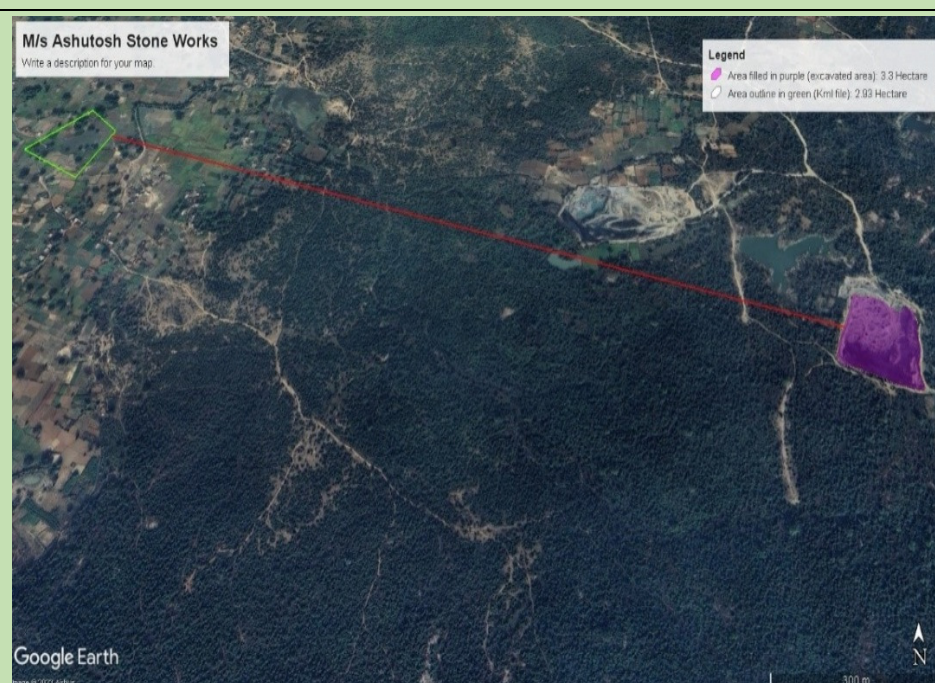 M/s Ashutosh Stone Works
Write a description for your map.
Legend
Area filled in purple (excavated area): 3.3 Hectare
Area outline in green (Kml file): 2.93 Hectare
Google Earth
N
300 m